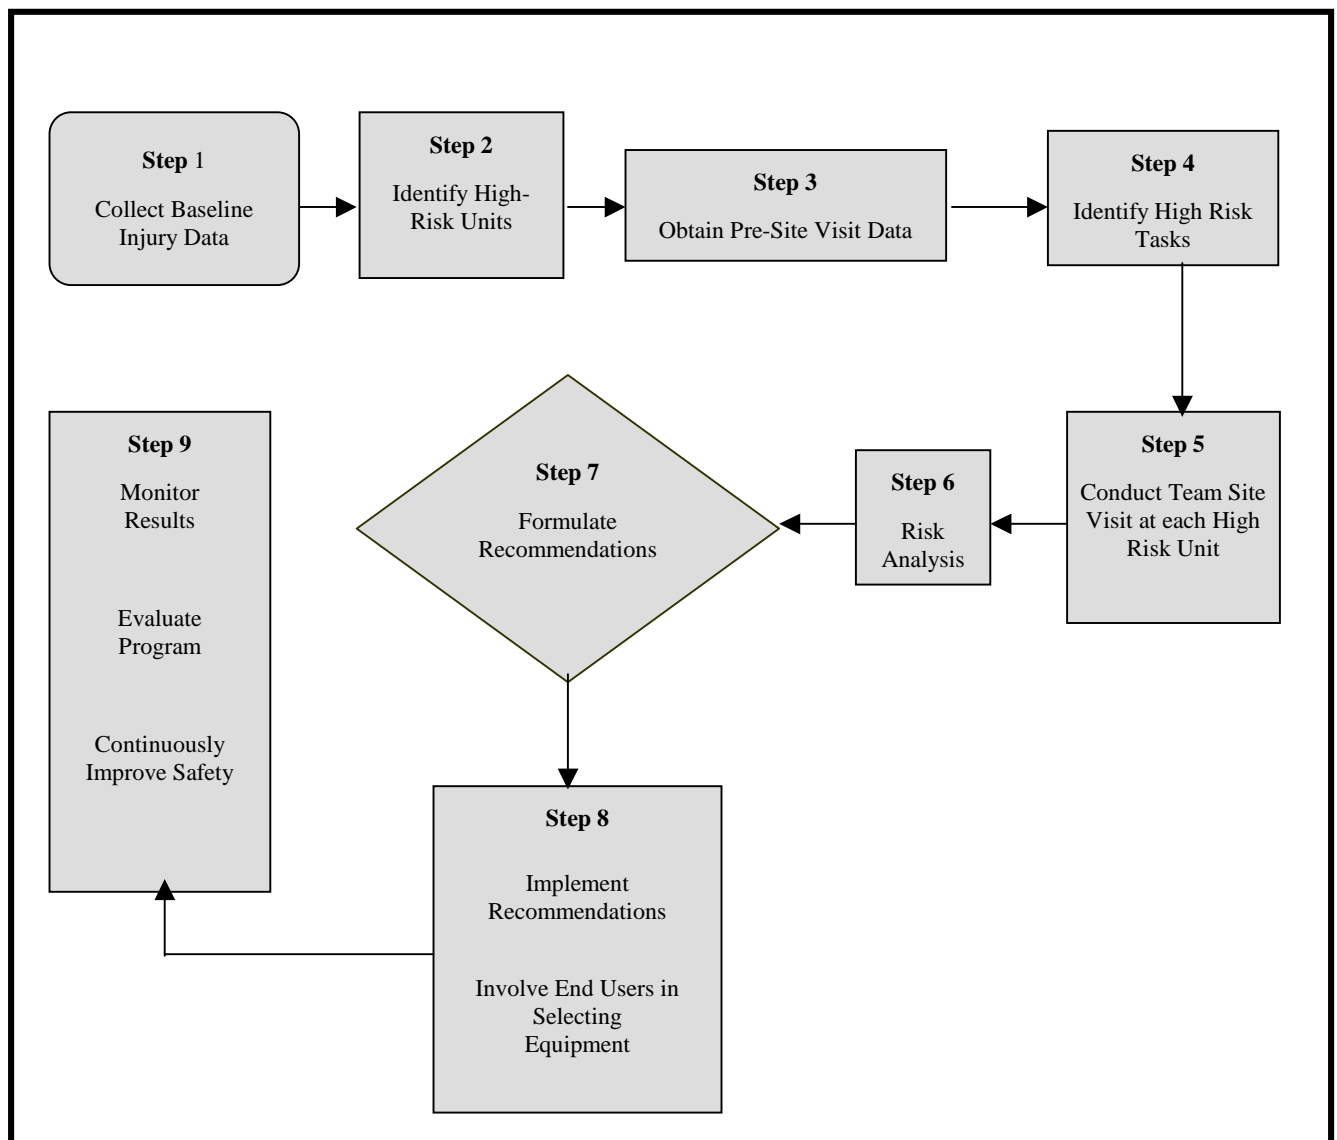 Step 1
Collect Baseline
Injury Data
Step 2
Identify High-
Risk Units
Step 3
Obtain Pre-Site Visit Data
Step 4
Identify High Risk
Tasks
Step 5
Conduct Team Site
Visit at each High
Risk Unit
Step 6
Risk
Analysis
Step 7
Formulate
Recommendations
Step 8
Implement
Recommendations
Involve End Users in
Selecting
Equipment
Step 9
Monitor
Results
Evaluate
Program
Continuously
Improve Safety